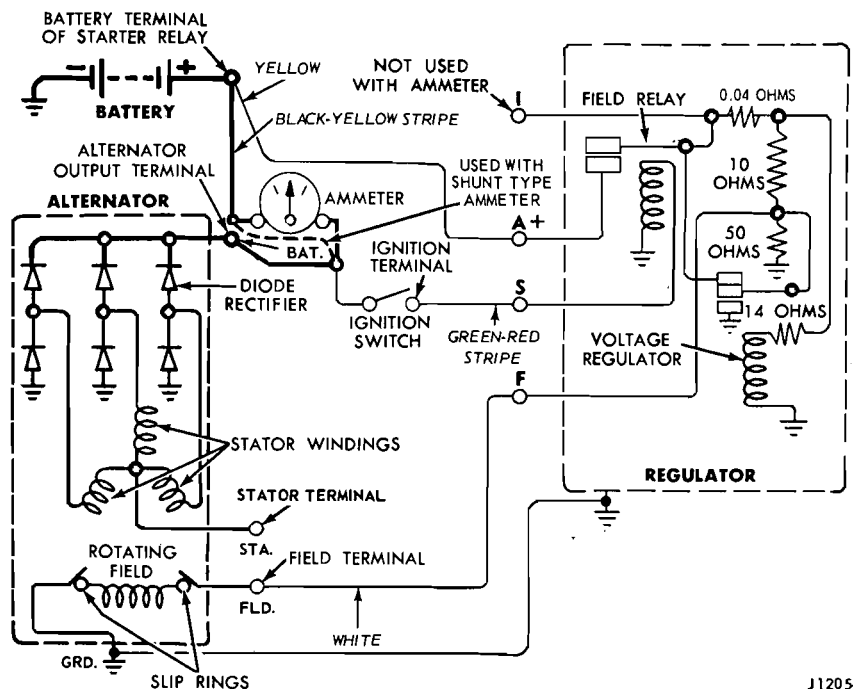 BATTERY TERMINAL
OF STARTER RELAY
BATTERY
- +
YELLOW
BLACK-YELLOW STRIPE
NOT USED
WITH AMMETER
I
FIELD RELAY
0.04 OHMS
10
OHMS
50
OHMS
14 OHMS
VOLTAGE
REGULATOR
REGULATOR
ALTERNATOR
OUTPUT TERMINAL
ALTERNATOR
AMMETER
USED WITH
SHUNT TYPE
AMMETER
A+
BAT.
IGNITION
TERMINAL
DIODE
RECTIFIER
IGNITION
SWITCH
S
GREEN-RED
STRIPE
F
STATOR WINDINGS
STATOR TERMINAL
STA.
ROTATING
FIELD
FIELD TERMINAL
FLD.
WHITE
GRD.
SLIP RINGS
J1205